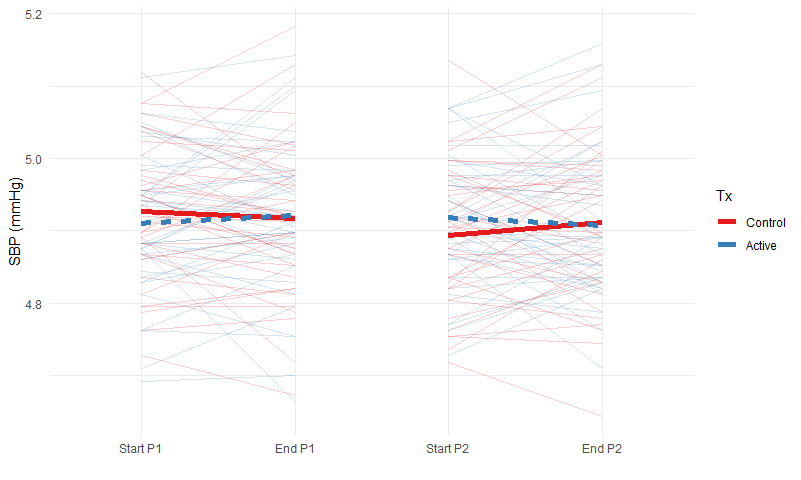 5.2
5.0
4.8
SBP (mmHg)
Start P1
End P1
Start P2
End P2
Tx
Control
Active